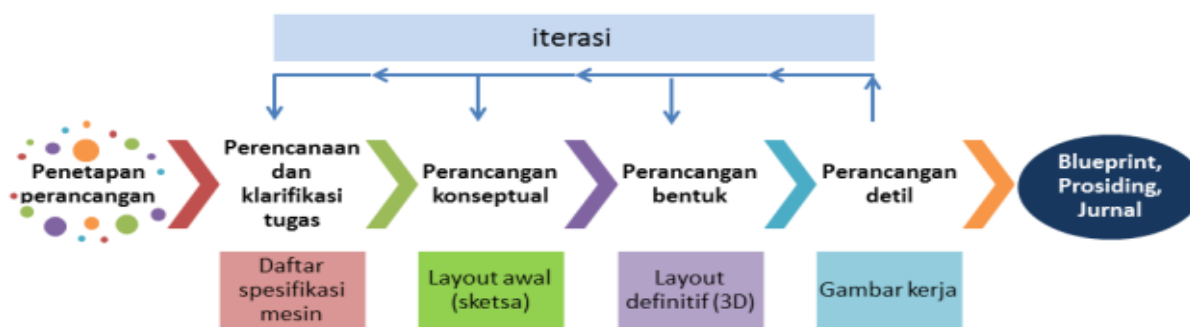 iterasi
Penetapan
perancangan
Perencanaan
dan
klarifikasi
tugas
Perancangan
konseptual
Perancangan
bentuk
Perancangan
detil
Blueprint,
Prosiding,
Jurnal
Daftar
spesifikasi
mesin
Layout awal
(sketsa)
Layout
definitif (3D)
Gambar kerja